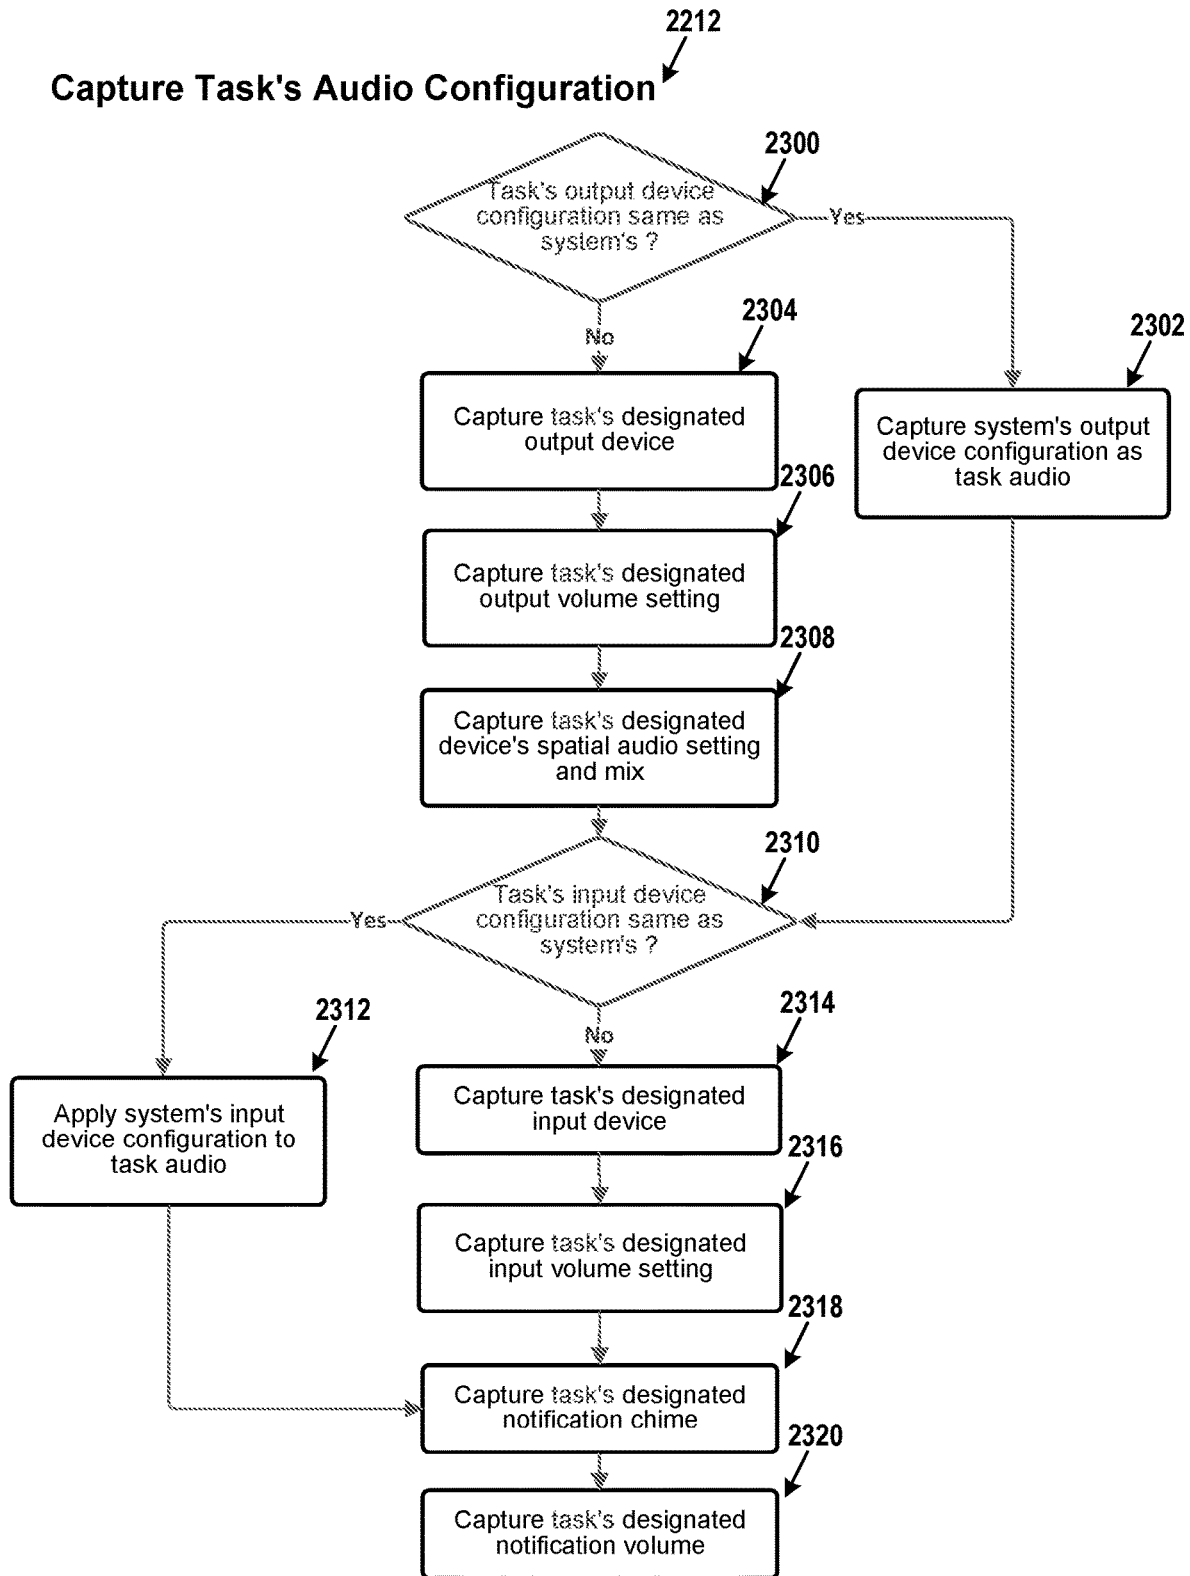 2212
Capture Task's Audio Configuration
2300
Task's output device
configuration same as
system's ?
Yes
No
2304
2302
Capture task's designated
output device
Capture system's output
device configuration as
task audio
2306
Capture task's designated
output volume setting
2308
Capture task's designated
device's spatial audio setting
and mix
2310
Task's input device
configuration same as
system's ?
Yes
No
2312
2314
Apply system's input
device configuration to
task audio
Capture task's designated
input device
2316
Capture task's designated
input volume setting
2318
Capture task's designated
notification chime
2320
Capture task's designated
notification volume